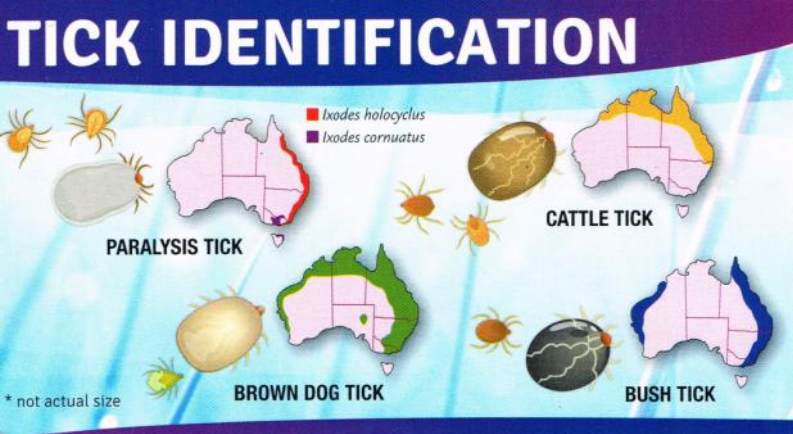 TICK IDENTIFICATION
Ixodes holocyclus
Ixodes cornuatus
PARALYSIS TICK
CATTLE TICK
BROWN DOG TICK
BUSH TICK
* not actual size